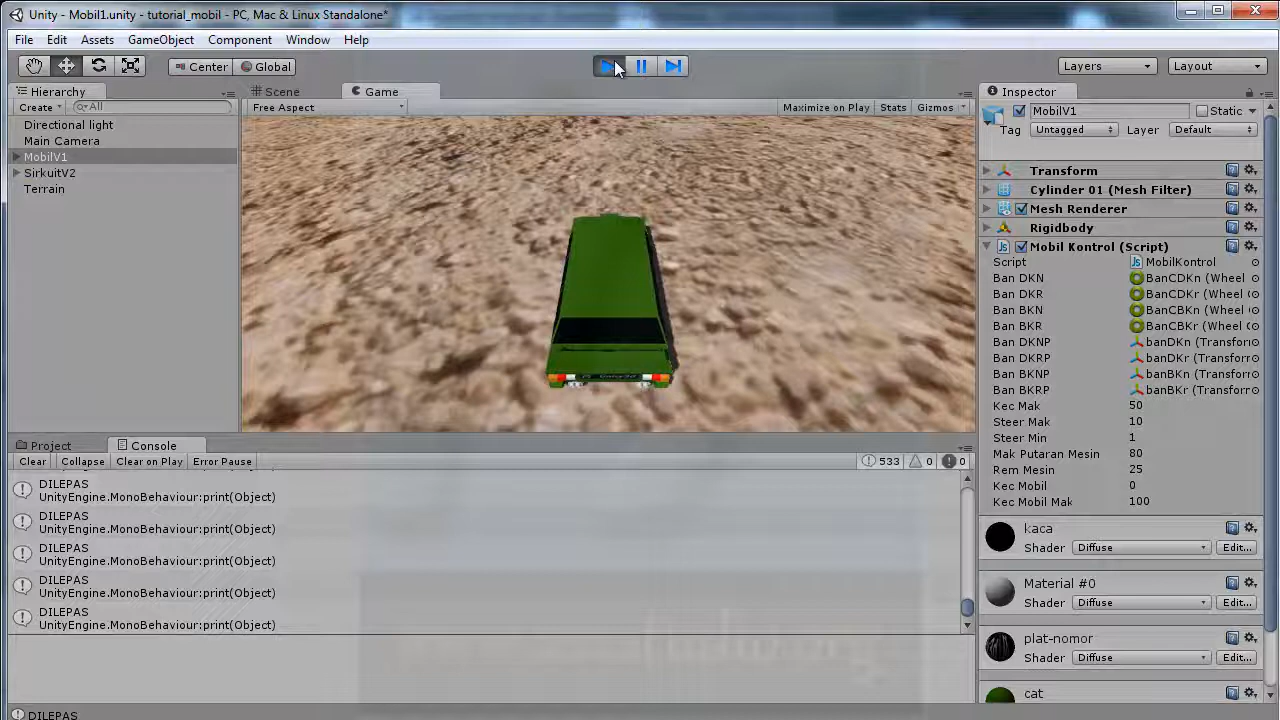 Unity - Mobil1.unity - tutorial_mobil - PC, Mac & Linux Standalone*
File Edit Assets GameObject Component Window Help
Center Global Layers Layout
Hierarchy
Create All
Directional light
Main Camera
MobilV1
SirkuitV2
Terrain
Scene Game
Free Aspect Maximize on Play Stats Gizmos
Inspector
MobilV1 Static
Tag Untagged Layer Default
Transform
Cylinder 01 (Mesh Filter)
Mesh Renderer
Rigidbody
Mobil Kontrol (Script)
Script MobilKontrol
Ban DKN BanCDKn (Wheel
Ban DKR BanCDKr (Wheel
Ban BKN BanCBKn (Wheel
Ban BKR BanCBKr (Wheel
Ban DKNP banDKn (Transform
Ban DKRP banDKr (Transform
Ban BKNP banBKn (Transform
Ban BKRP banBKr (Transform
Kec Mak 50
Steer Mak 10
Steer Min 1
Mak Putaran Mesin 80
Rem Mesin 25
Kec Mobil 0
Kec Mobil Mak 100
kaca
Shader Diffuse Edit...
Material #0
Shader Diffuse Edit...
plat-nomor
Shader Diffuse Edit...
cat
Project Console
Clear Collapse Clear on Play Error Pause 533 0 0
DILEPAS
UnityEngine.MonoBehaviour:print(Object)
DILEPAS
UnityEngine.MonoBehaviour:print(Object)
DILEPAS
UnityEngine.MonoBehaviour:print(Object)
DILEPAS
UnityEngine.MonoBehaviour:print(Object)
DILEPAS
UnityEngine.MonoBehaviour:print(Object)
DILEPAS